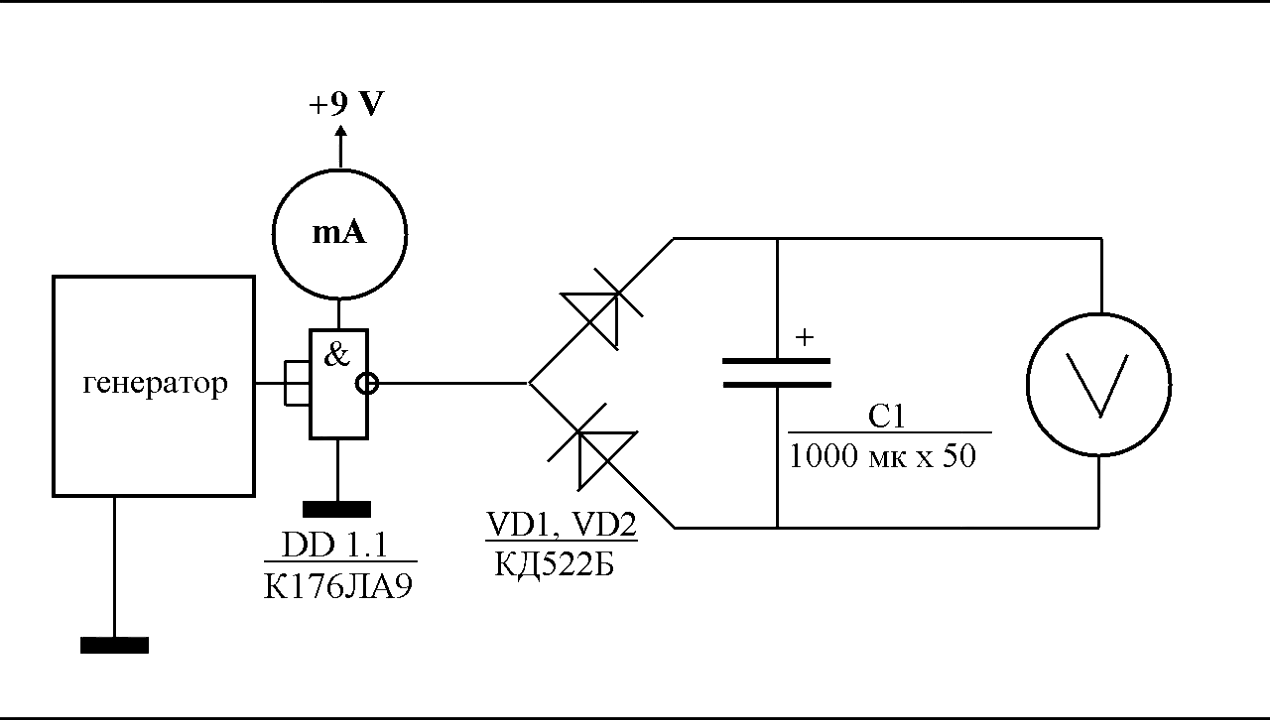 +9 V
mA
&
генератор
+
C1
1000 мк x 50
V
VD1, VD2
КД522Б
DD 1.1
К176ЛА9